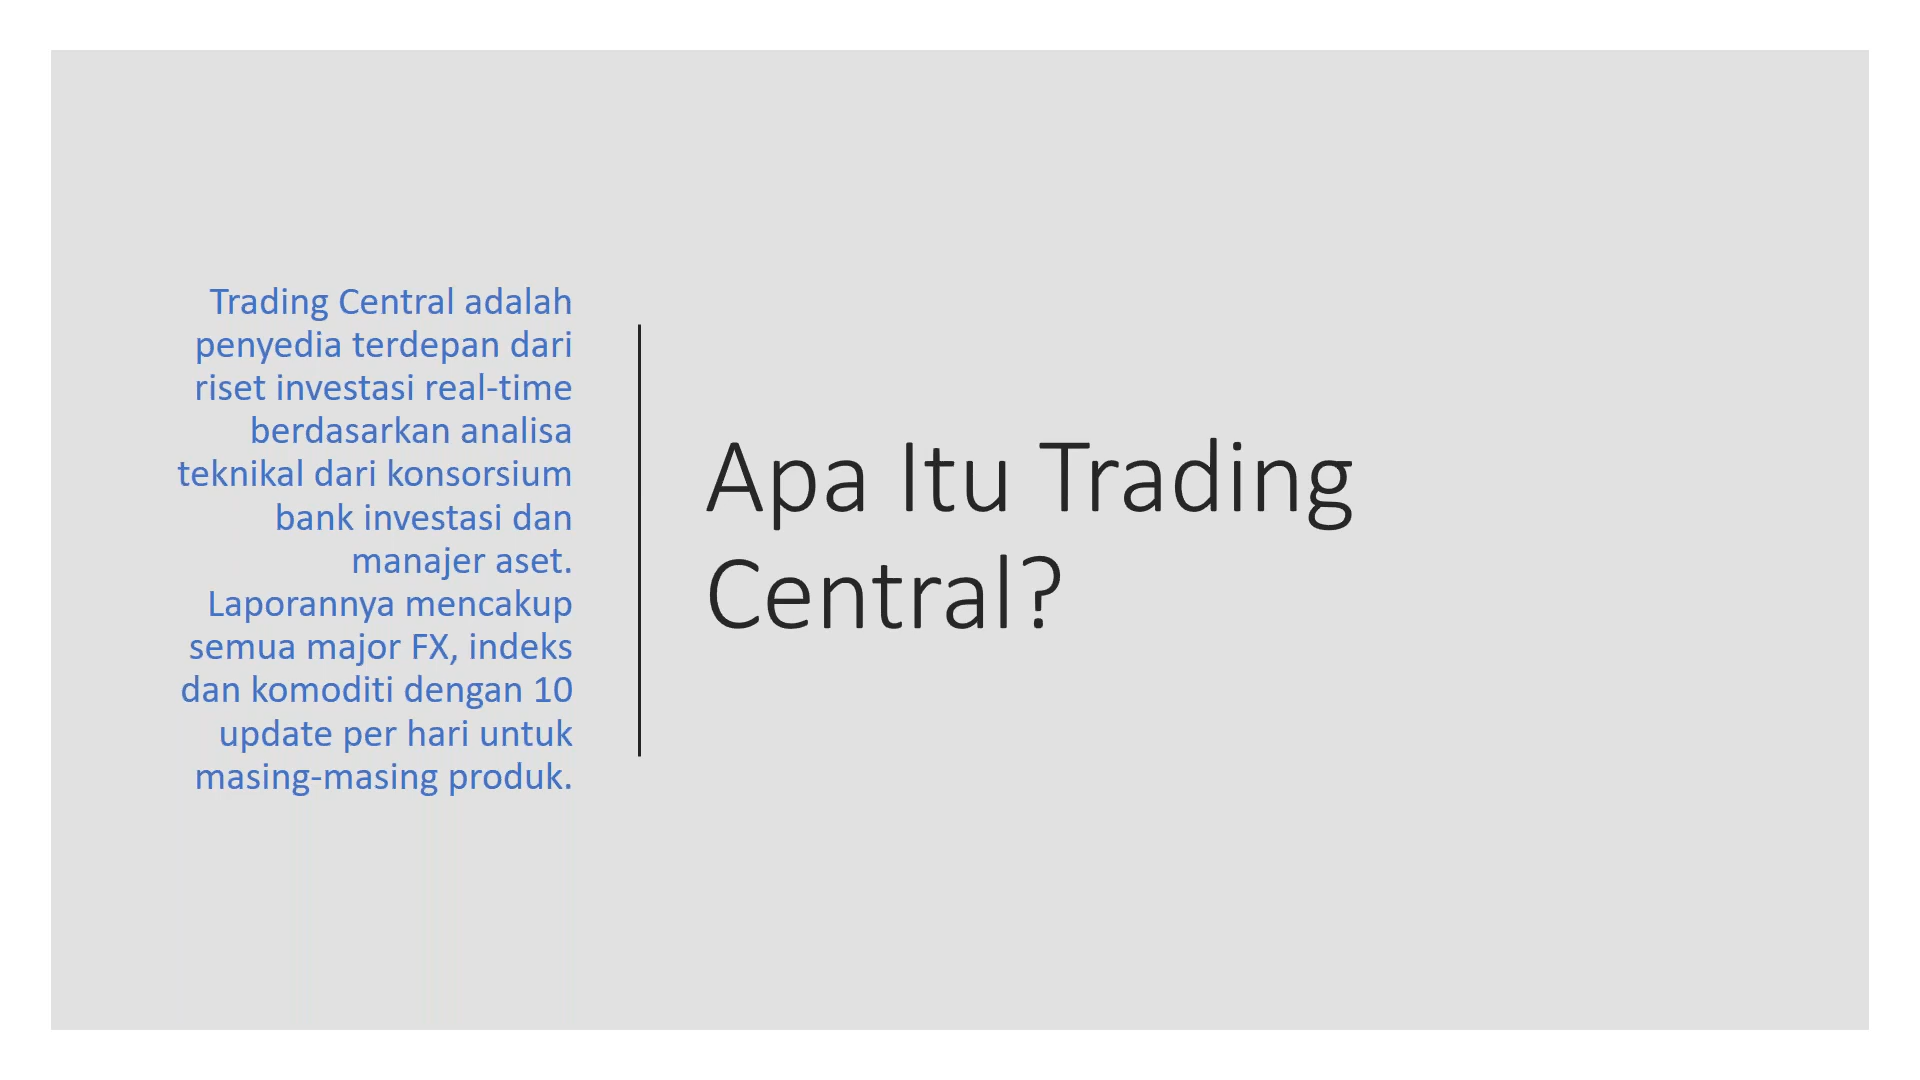 Trading Central adalah
penyedia terdepan dari
riset investasi real-time
berdasarkan analisa
teknikal dari konsorsium
bank investasi dan
manajer aset.
Laporannya mencakup
semua major FX, indeks
dan komoditi dengan 10
update per hari untuk
masing-masing produk.
Apa Itu Trading
Central?